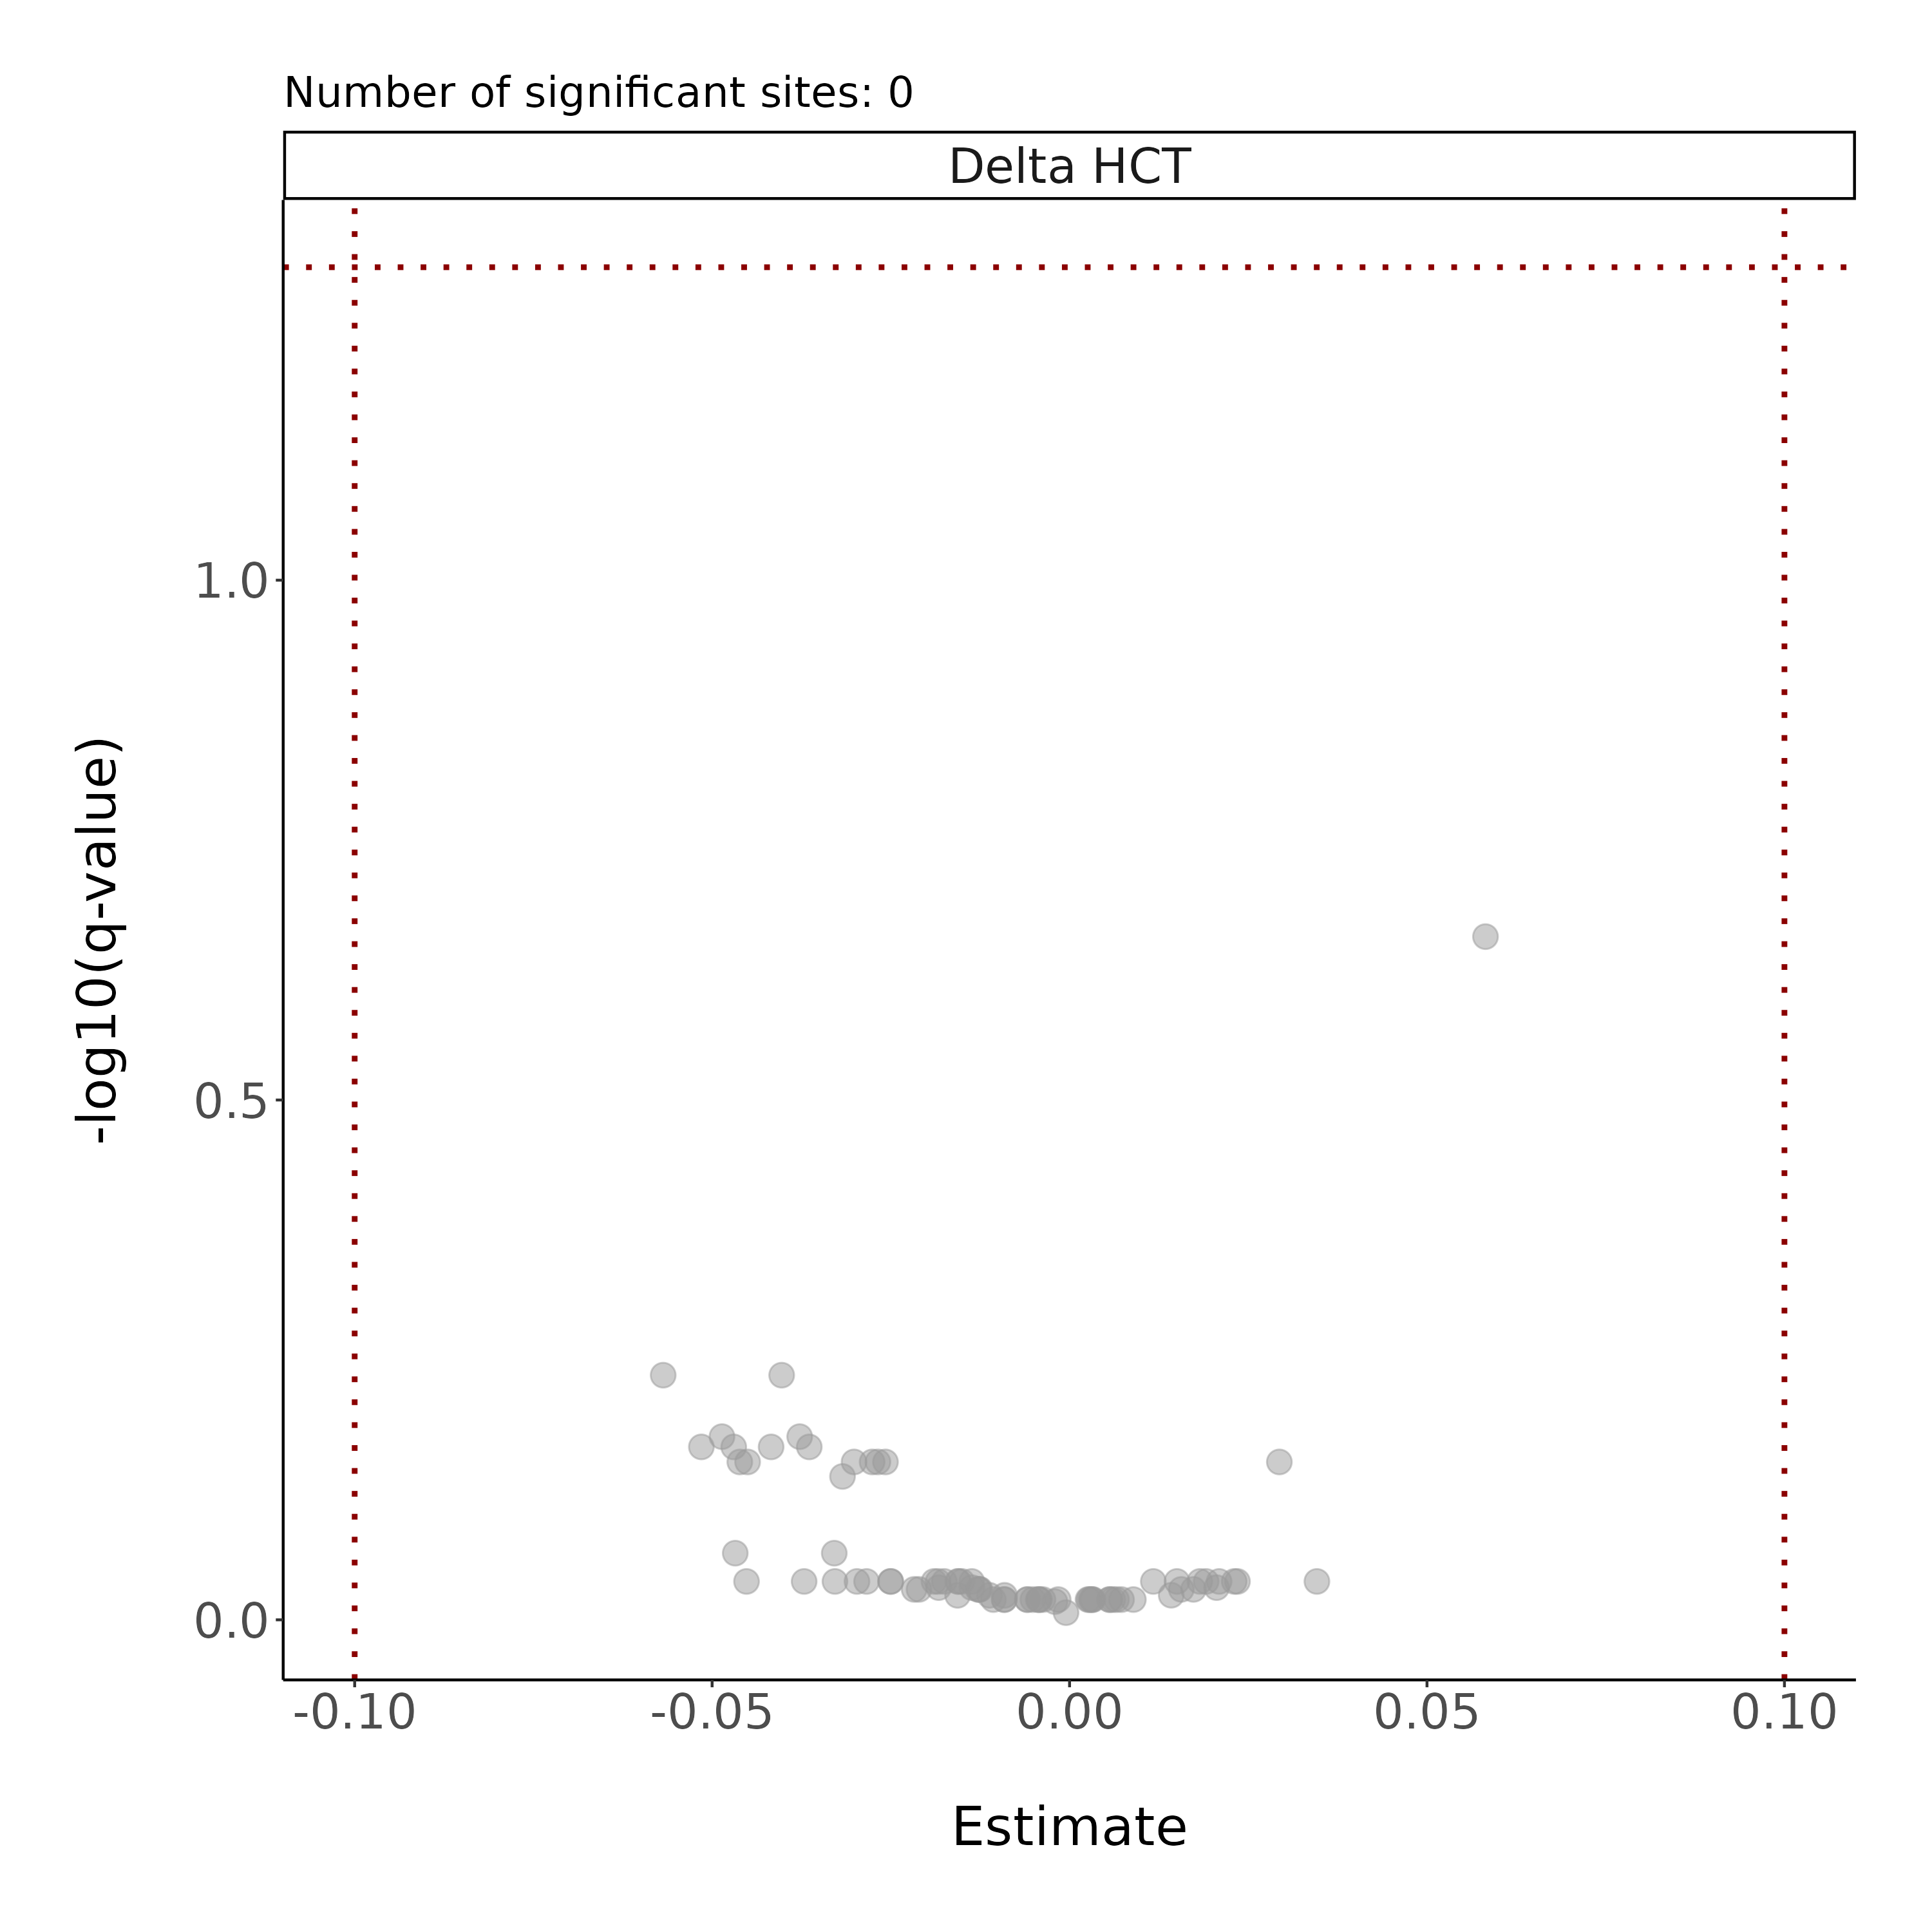 Number of significant sites: 0
Delta HCT
-log10(q-value)
1.0
0.5
0.0
-0.10 -0.05 0.00 0.05 0.10
Estimate